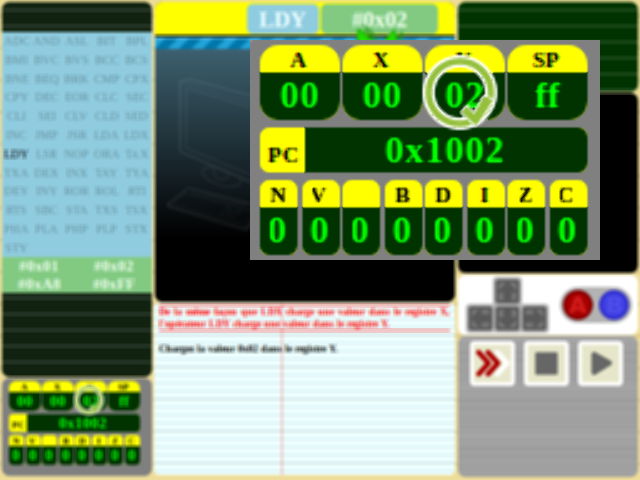 LDY #0x02
ADC AND ASL BIT BPL
BMI BVC BVS BCC BCS
BNE BEQ BRK CMP CPX
CPY DEC EOR CLC SEC
CLI SEI CLV CLD SED
INC JMP JSR LDA LDX
LDY LSR NOP ORA TAX
TXA DEX INX TAY TYA
DEY INY ROR ROL RTI
RTS SBC STA TXS TSX
PHA PLA PHP PLP STX
STY
#0x01 #0x02
#0xA0 #0xFF
A X Y SP
00 00 02 ff
PC 0x1002
N V B D I Z C
0 0 0 0 0 0 0 0
De la même façon que LDX charge une valeur dans le registre X,
l'opérateur LDY charge une valeur dans le registre Y.
Charges la valeur 0x02 dans le registre Y.
A B
A X SP
00 00 02 ff
PC 0x1002
N V B D I Z C
0 0 0 0 0 0 0 0